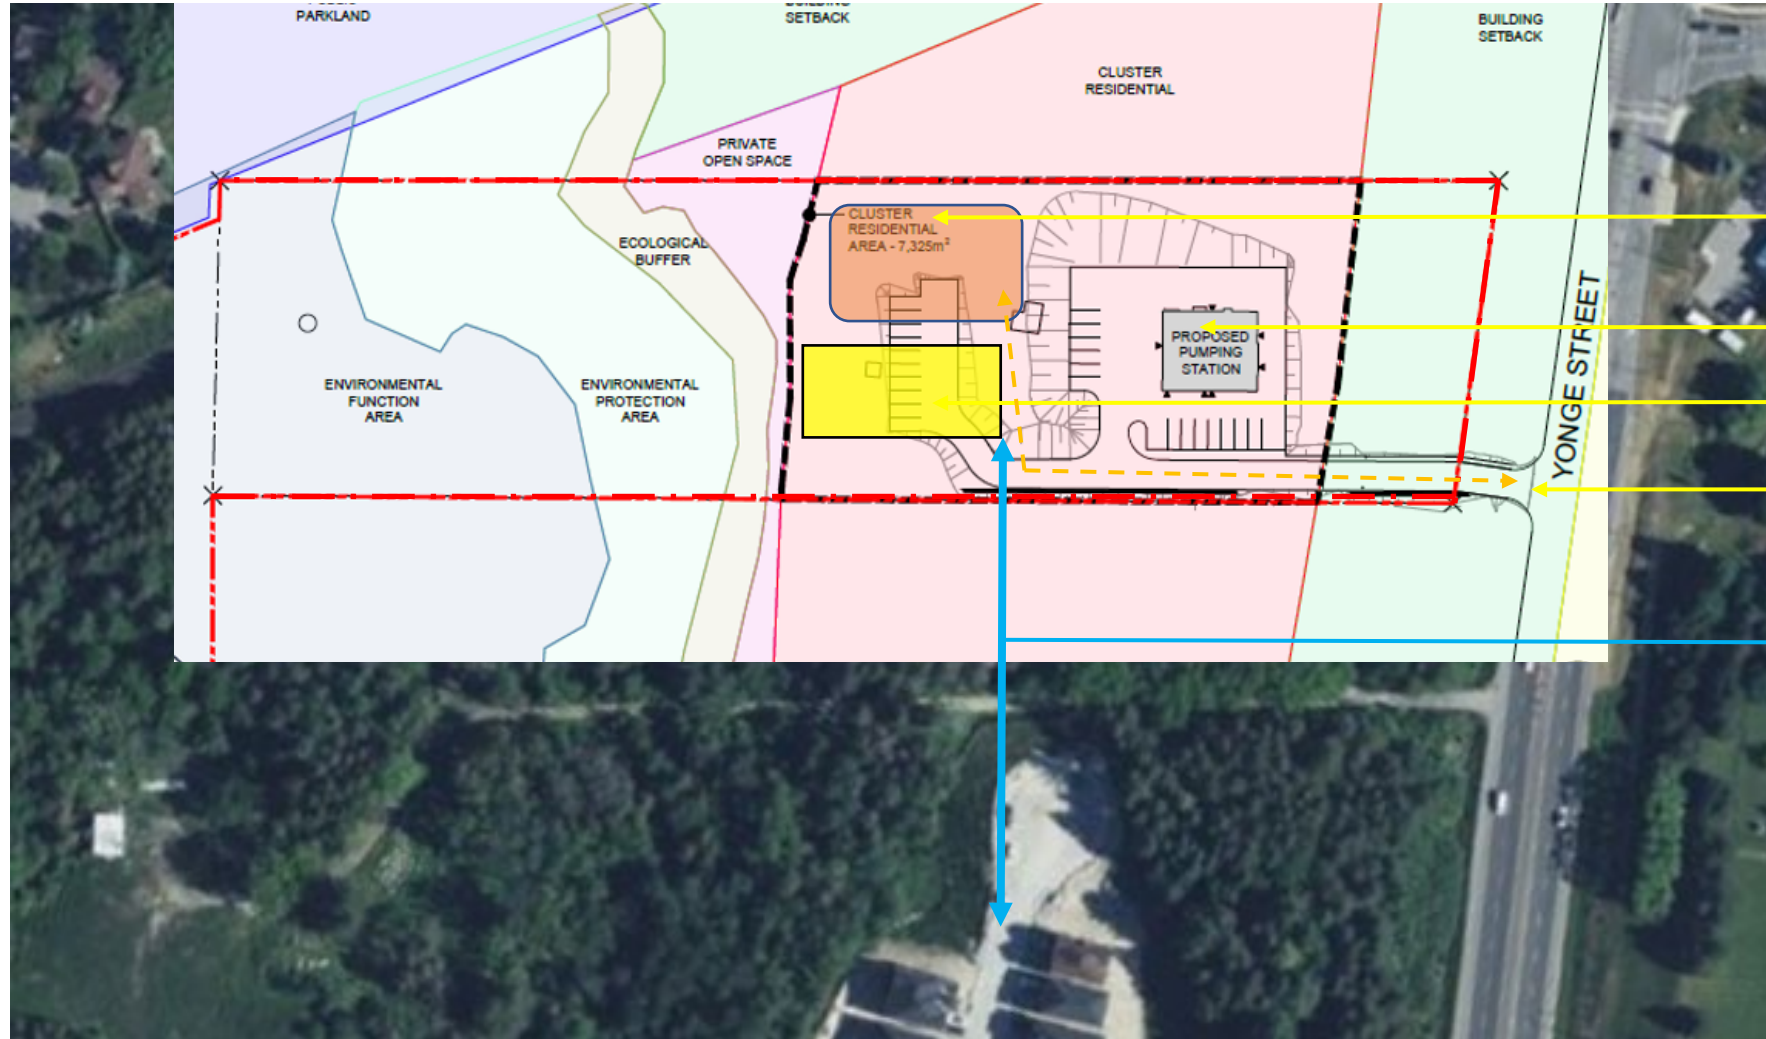 PARKLAND
SETBACK
BUILDING
SETBACK
CLUSTER
RESIDENTIAL
PRIVATE
OPEN SPACE
CLUSTER
RESIDENTIAL
AREA - 7,325m²
ECOLOGICAL
BUFFER
PROPOSED
PUMPING
STATION
YONGE STREET
ENVIRONMENTAL
FUNCTION
AREA
ENVIRONMENTAL
PROTECTION
AREA